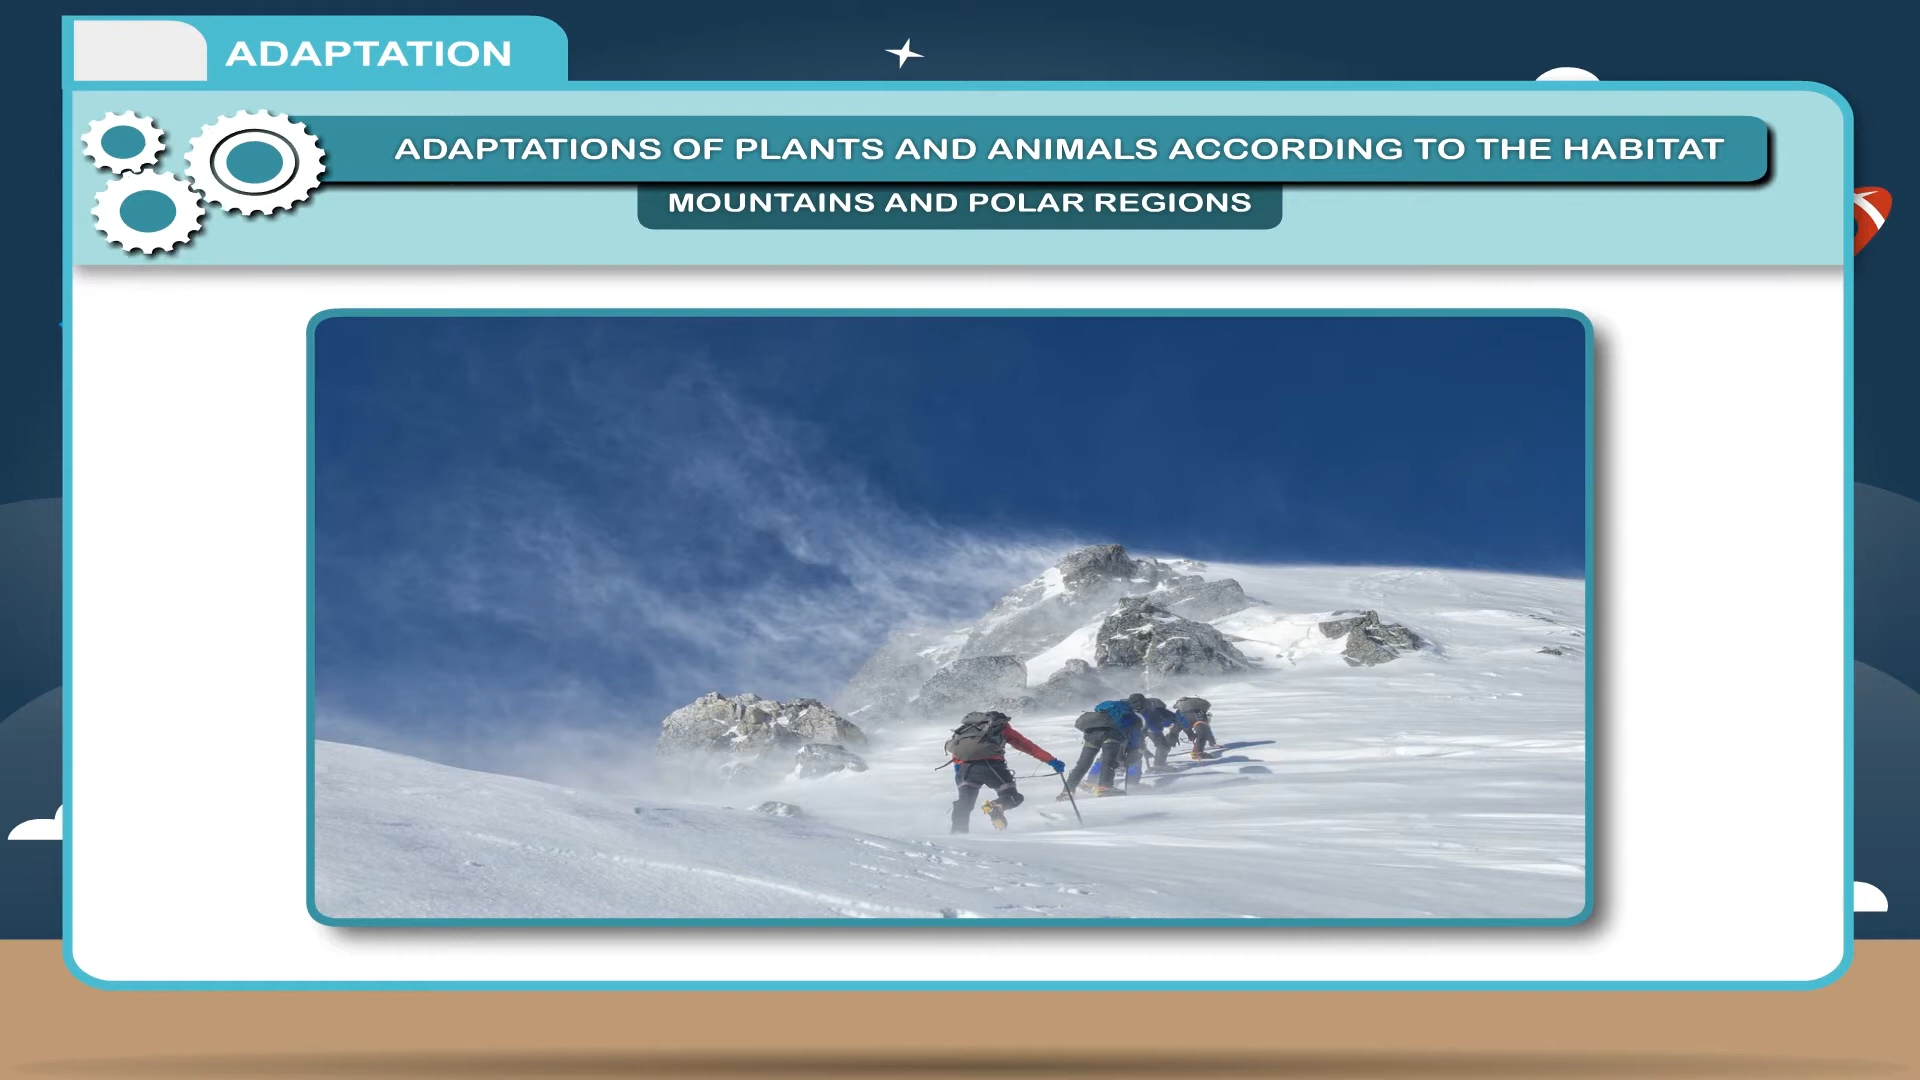 ADAPTATION
ADAPTATIONS OF PLANTS AND ANIMALS ACCORDING TO THE HABITAT
MOUNTAINS AND POLAR REGIONS